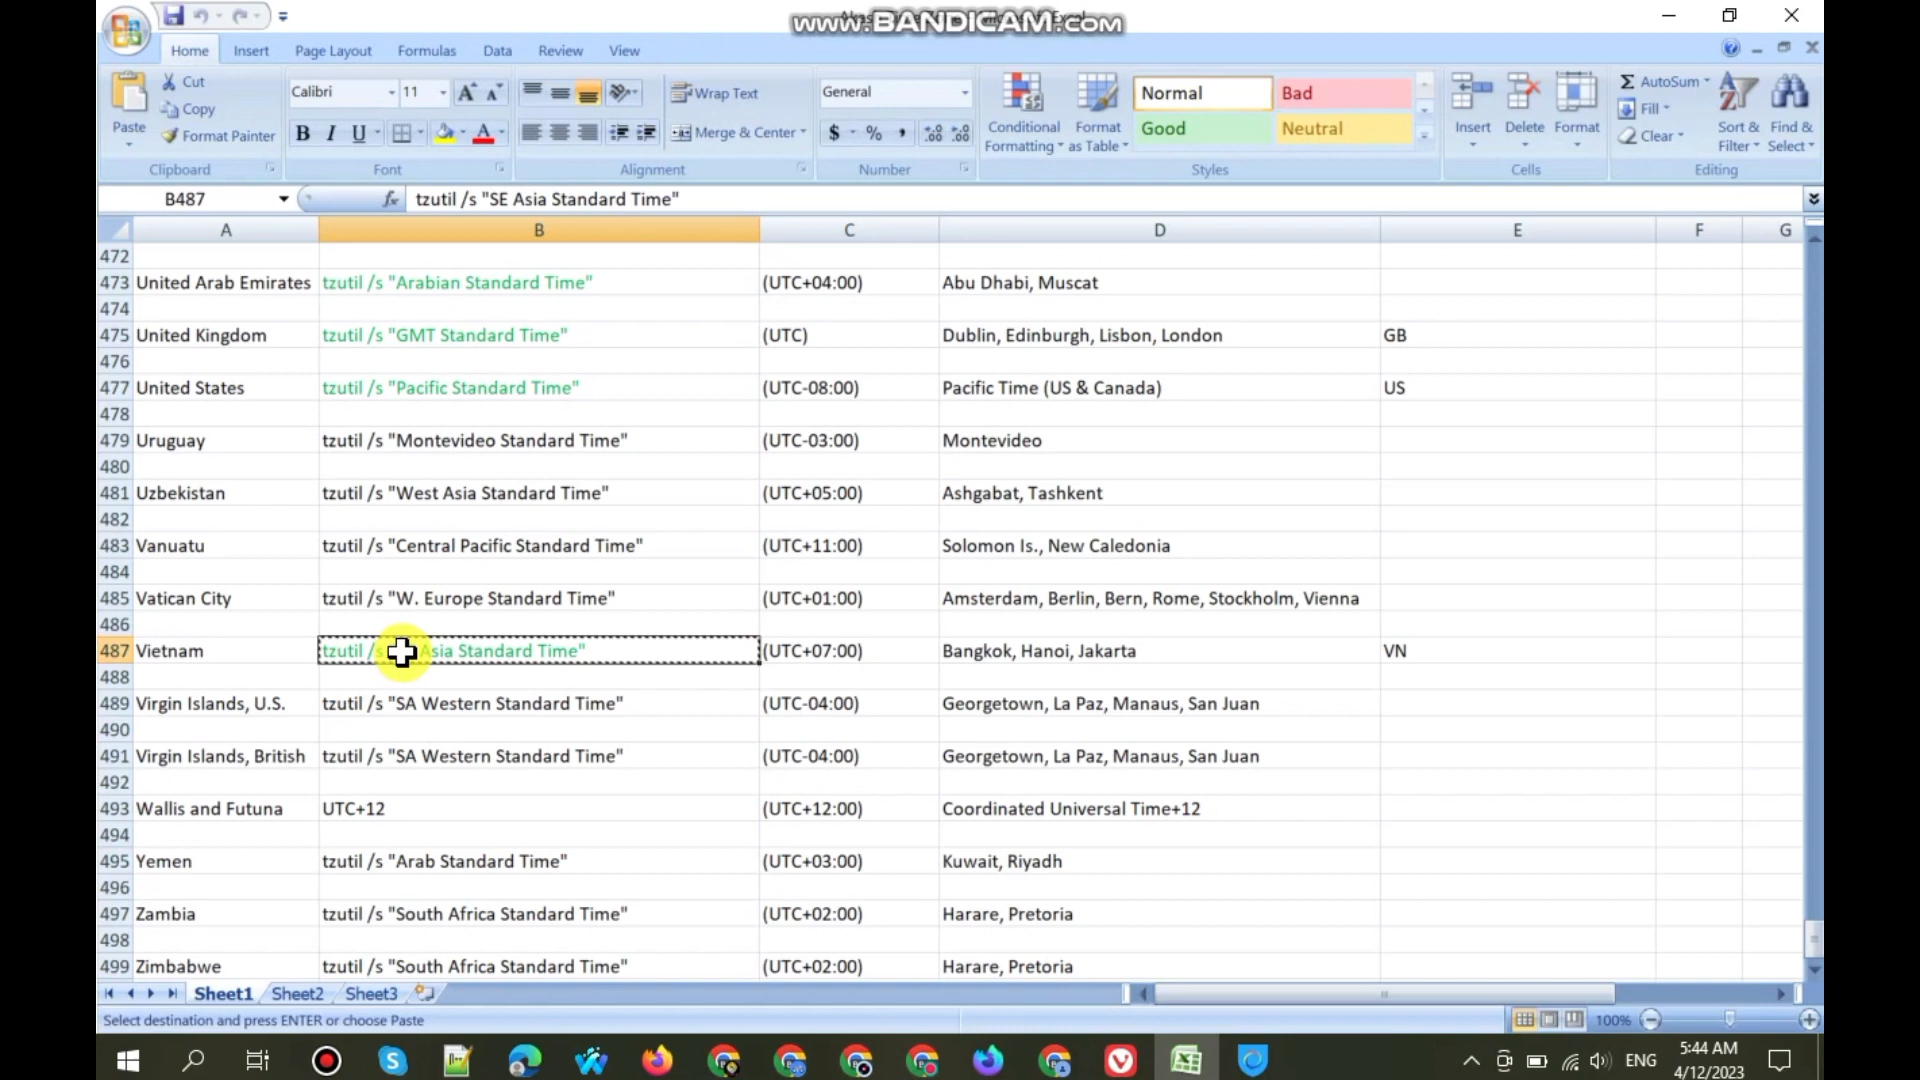 www.BANDICAM.com
Home Insert Page Layout Formulas Data Review View
Paste
Cut
Copy
Format Painter
Clipboard
Calibri 11
B I U
Font
Wrap Text
Merge & Center
Alignment
General
$ % ,
Number
Conditional Formatting
Format as Table
Normal Bad
Good Neutral
Styles
Insert Delete Format
Cells
Σ AutoSum
Fill
Clear
Sort & Filter
Find & Select
Editing
B487 fx tzutil /s "SE Asia Standard Time"
A B C D E F G
472
473 United Arab Emirates tzutil /s "Arabian Standard Time" (UTC+04:00) Abu Dhabi, Muscat
474
475 United Kingdom tzutil /s "GMT Standard Time" (UTC) Dublin, Edinburgh, Lisbon, London GB
476
477 United States tzutil /s "Pacific Standard Time" (UTC-08:00) Pacific Time (US & Canada) US
478
479 Uruguay tzutil /s "Montevideo Standard Time" (UTC-03:00) Montevideo
480
481 Uzbekistan tzutil /s "West Asia Standard Time" (UTC+05:00) Ashgabat, Tashkent
482
483 Vanuatu tzutil /s "Central Pacific Standard Time" (UTC+11:00) Solomon Is., New Caledonia
484
485 Vatican City tzutil /s "W. Europe Standard Time" (UTC+01:00) Amsterdam, Berlin, Bern, Rome, Stockholm, Vienna
486
487 Vietnam tzutil /s Asia Standard Time" (UTC+07:00) Bangkok, Hanoi, Jakarta VN
488
489 Virgin Islands, U.S. tzutil /s "SA Western Standard Time" (UTC-04:00) Georgetown, La Paz, Manaus, San Juan
490
491 Virgin Islands, British tzutil /s "SA Western Standard Time" (UTC-04:00) Georgetown, La Paz, Manaus, San Juan
492
493 Wallis and Futuna UTC+12 (UTC+12:00) Coordinated Universal Time+12
494
495 Yemen tzutil /s "Arab Standard Time" (UTC+03:00) Kuwait, Riyadh
496
497 Zambia tzutil /s "South Africa Standard Time" (UTC+02:00) Harare, Pretoria
498
499 Zimbabwe tzutil /s "South Africa Standard Time" (UTC+02:00) Harare, Pretoria
Sheet1 Sheet2 Sheet3
Select destination and press ENTER or choose Paste 100%
ENG
5:44 AM
4/12/2023